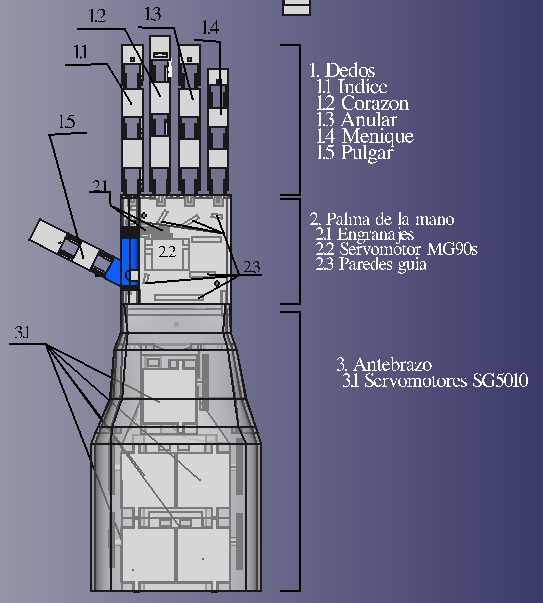 1.2
1.3
1.4
1.1
1.5
2.1
2.2
2.3
3.1
1. Dedos
1.1 Indice
1.2 Corazon
1.3 Anular
1.4 Menique
1.5 Pulgar
2. Palma de la mano
2.1 Engranajes
2.2 Servomotor MG90s
2.3 Paredes guia
3. Antebrazo
3.1 Servomotores SG5010